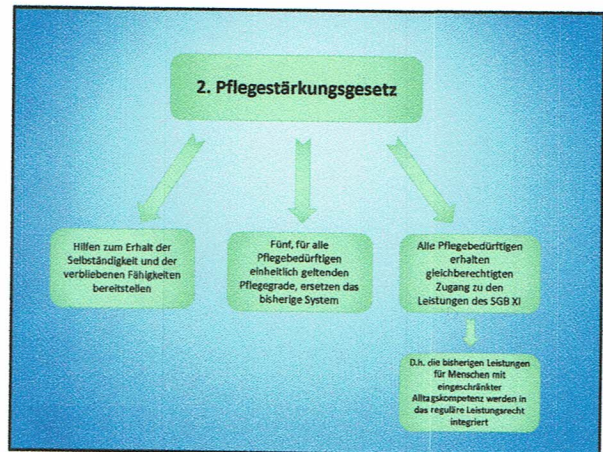 2. Pflegestärkungsgesetz
Hilfen zum Erhalt der
Selbständigkeit und der
verbliebenen Fähigkeiten
bereitstellen
Fünf, für alle
Pflegebedürftigen
einheitlich geltenden
Pflegegrade, ersetzen das
bisherige System
Alle Pflegebedürftigen
erhalten
gleichberechtigten
Zugang zu den
Leistungen des SGB XI
D.h. die bisherigen Leistungen
für Menschen mit
eingeschränkter
Alltagskompetenz werden in
das reguläre Leistungsrecht
integriert